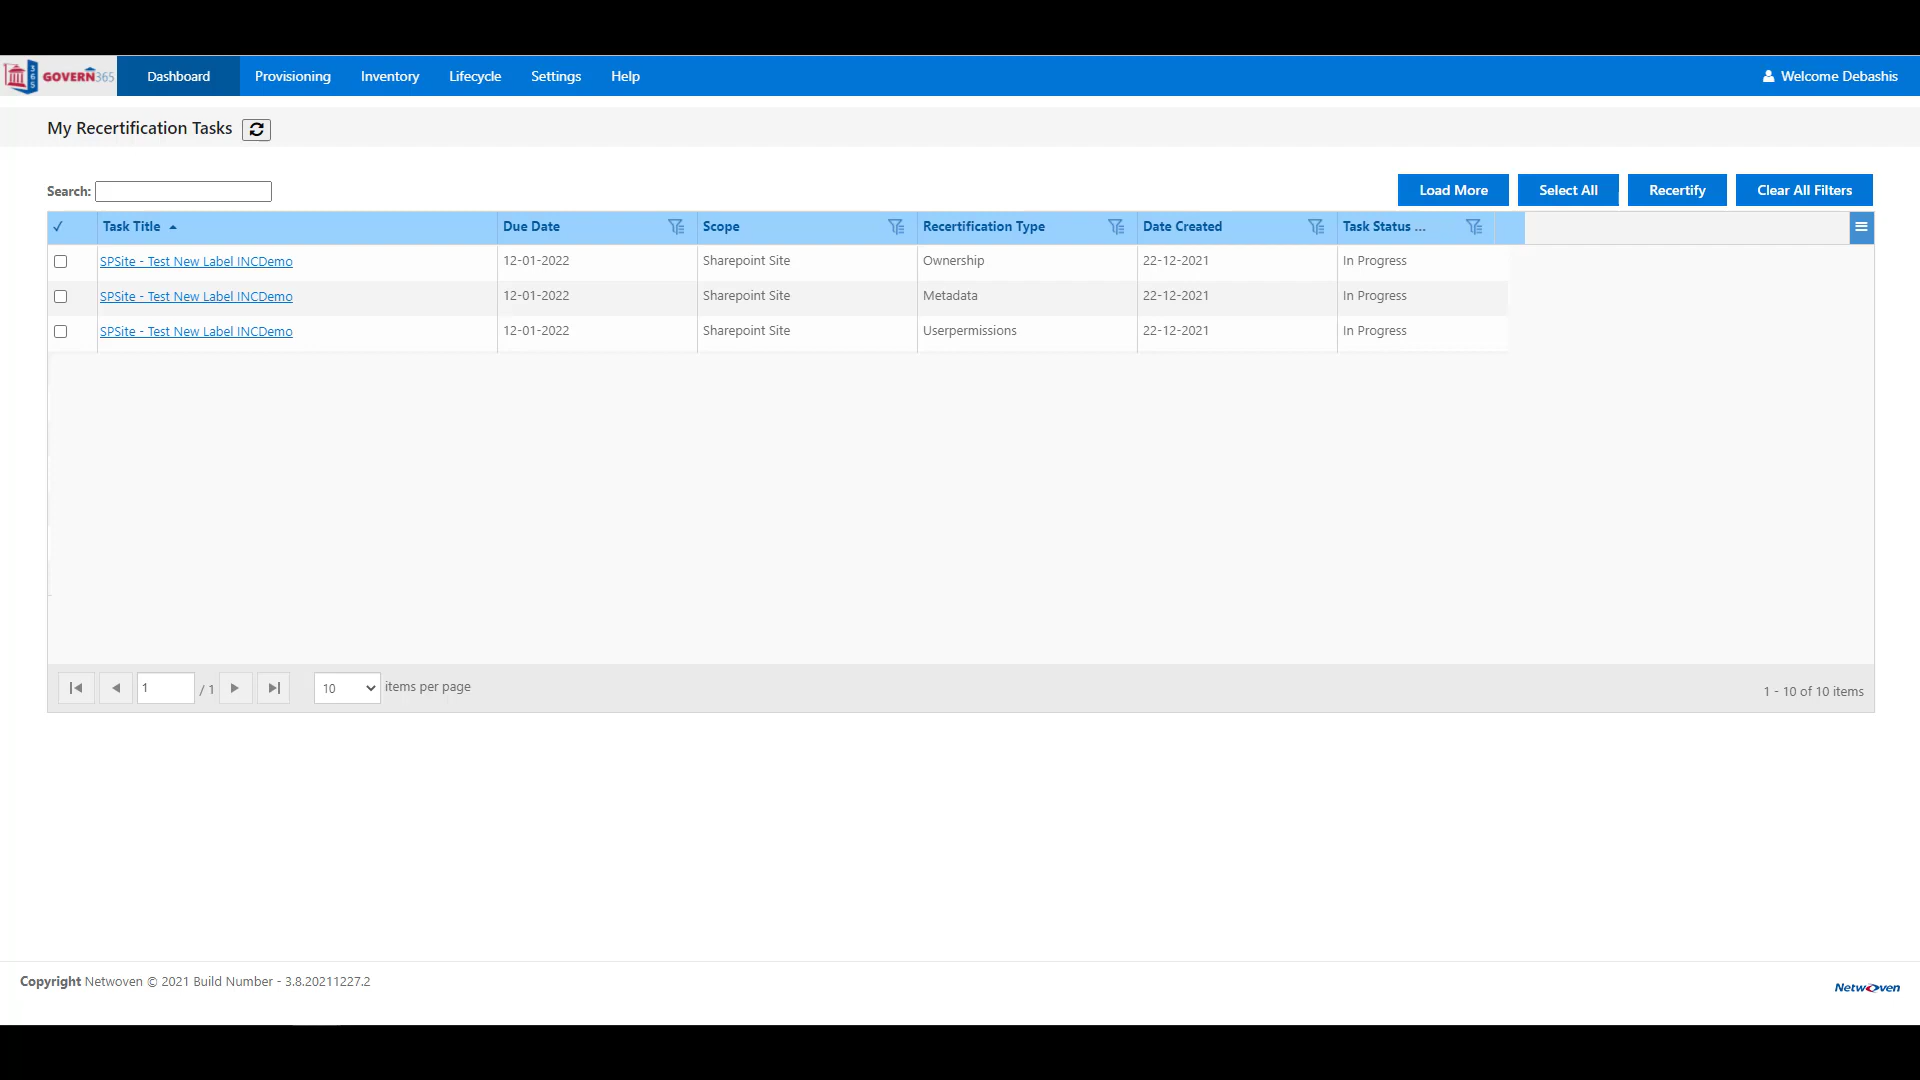 365 GOVERN365 Dashboard Provisioning Inventory Lifecycle Settings Help Welcome Debashis
My Recertification Tasks
Search: Load More Select All Recertify Clear All Filters
✓ Task Title Due Date Scope Recertification Type Date Created Task Status ...
SPSite - Test New Label INCDemo 12-01-2022 Sharepoint Site Ownership 22-12-2021 In Progress
SPSite - Test New Label INCDemo 12-01-2022 Sharepoint Site Metadata 22-12-2021 In Progress
SPSite - Test New Label INCDemo 12-01-2022 Sharepoint Site Userpermissions 22-12-2021 In Progress
1 / 1 10 items per page 1 - 10 of 10 items
Copyright Netwoven © 2021 Build Number - 3.8.20211227.2
Netwoven